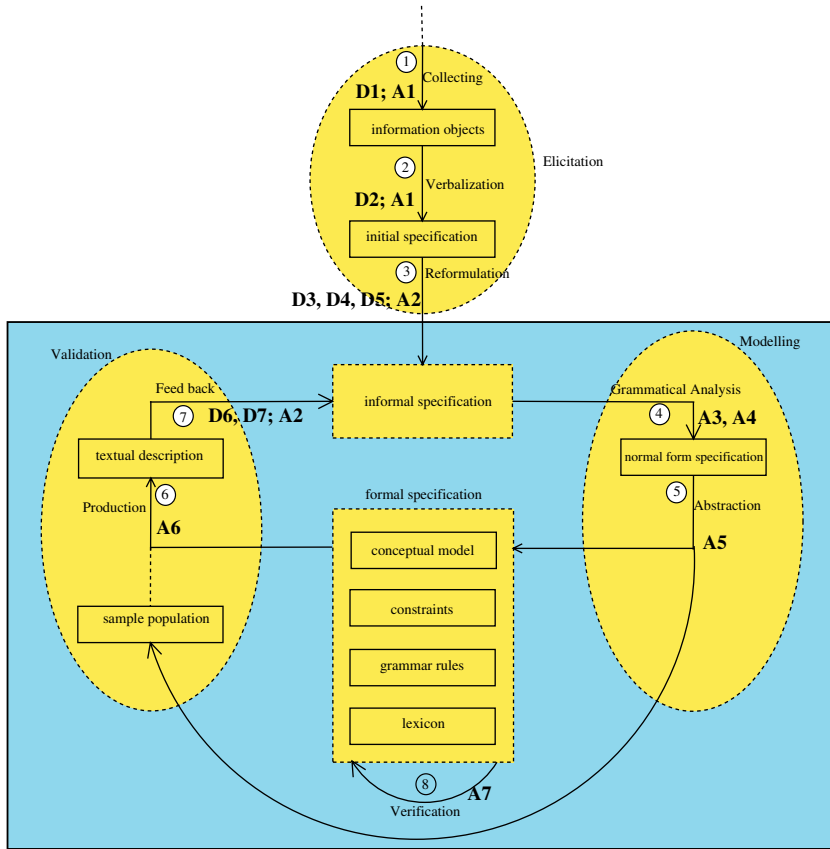 1
Collecting
D1; A1
information objects
Elicitation
2
Verbalization
D2; A1
initial specification
3
Reformulation
D3, D4, D5; A2
Validation
Modelling
Feed back
7
D6, D7; A2
informal specification
Grammatical Analysis
4
A3, A4
textual description
normal form specification
6
Production
A6
formal specification
5
Abstraction
A5
conceptual model
constraints
sample population
grammar rules
lexicon
8
A7
Verification